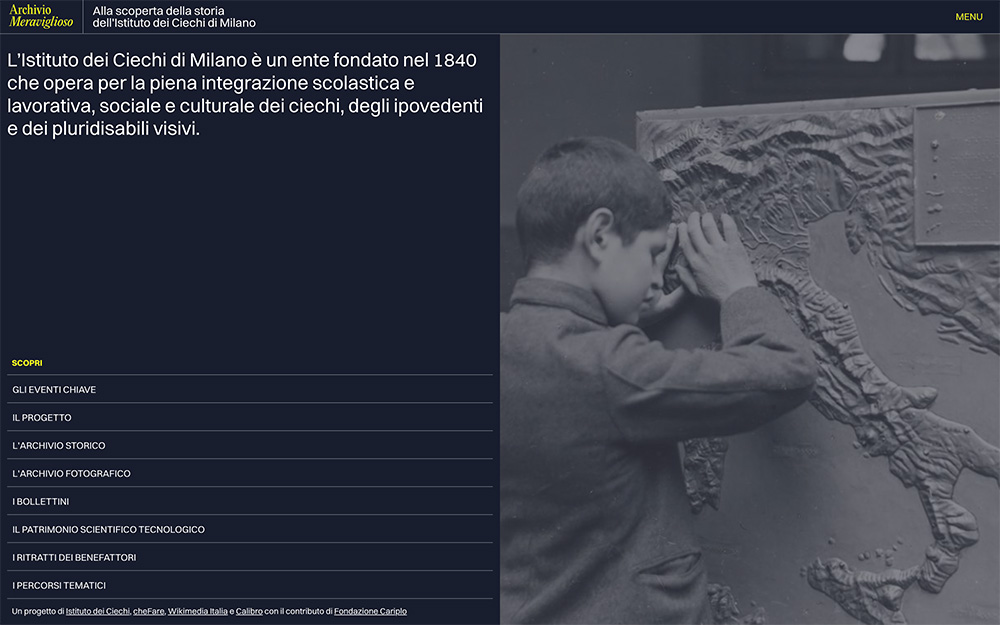 Archivio
Meraviglioso
Alla scoperta della storia
dell'Istituto dei Ciechi di Milano
MENU
L'Istituto dei Ciechi di Milano è un ente fondato nel 1840
che opera per la piena integrazione scolastica e
lavorativa, sociale e culturale dei ciechi, degli ipovedenti
e dei pluridisabili visivi.
SCOPRI
GLI EVENTI CHIAVE
IL PROGETTO
L'ARCHIVIO STORICO
L'ARCHIVIO FOTOGRAFICO
I BOLLETTINI
IL PATRIMONIO SCIENTIFICO TECNOLOGICO
I RITRATTI DEI BENEFATTORI
I PERCORSI TEMATICI
Un progetto di Istituto dei Ciechi, cheFare, Wikimedia Italia e Calibro con il contributo di Fondazione Cariplo